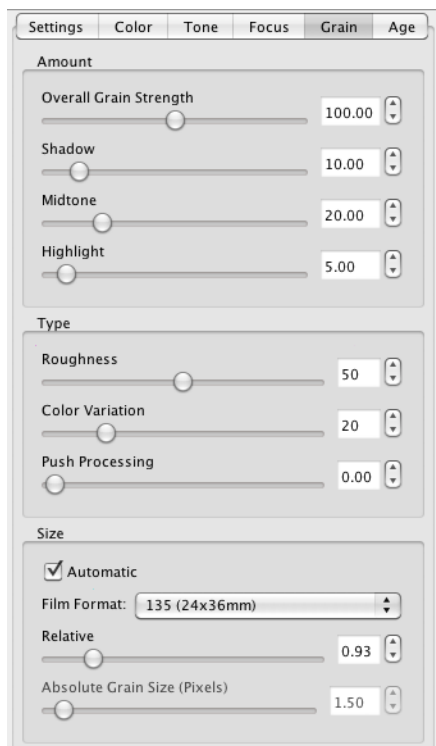 Settings Color Tone Focus Grain Age
Amount
Overall Grain Strength
100.00
Shadow
10.00
Midtone
20.00
Highlight
5.00
Type
Roughness
50
Color Variation
20
Push Processing
0.00
Size
Automatic
Film Format: 135 (24x36mm)
Relative
0.93
Absolute Grain Size (Pixels)
1.50